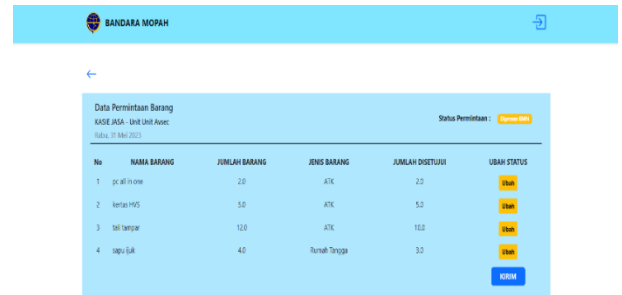 BANDARA MOPAH
Data Permintaan Barang
KASIE JASA - Unit Unit Avsec
Status Permintaan :
Rabu, 31 Mei 2023
No NAMA BARANG JUMLAH BARANG JENIS BARANG JUMLAH DISETUJUI UBAH STATUS
1 pc all in one 2.0 ATK 2.0 Ubah
2 kertas HVS 5.0 ATK 5.0 Ubah
3 tali tampar 12.0 ATK 10.0 Ubah
4 sapu ijuk 4.0 Rumah Tangga 3.0 Ubah
KIRIM